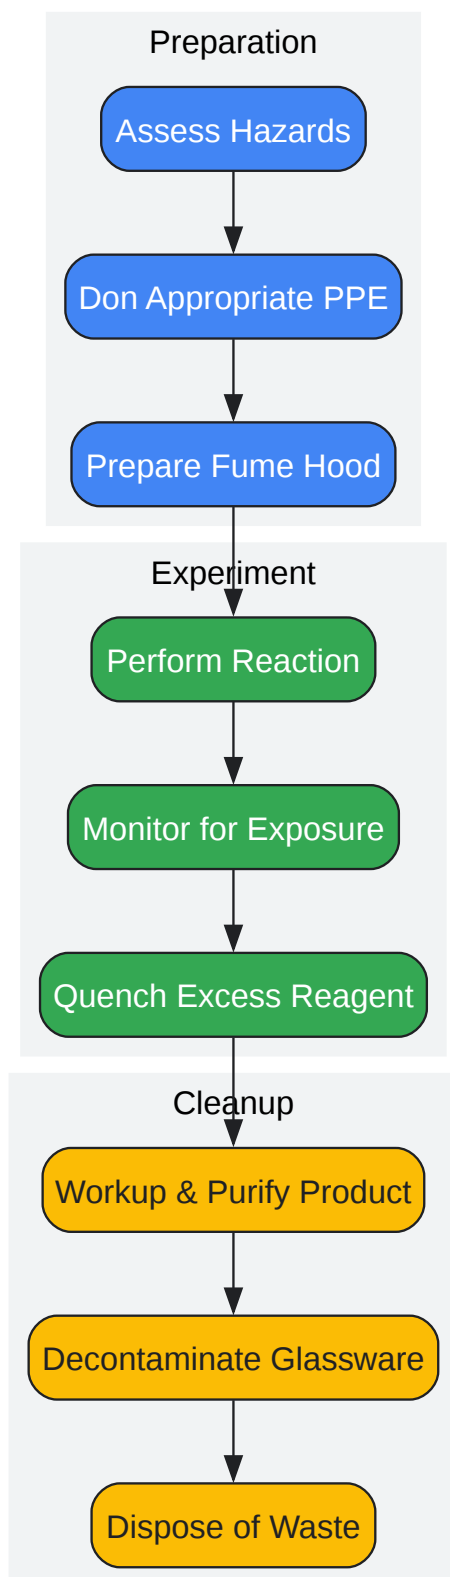 Preparation
Assess Hazards
Don Appropriate PPE
Prepare Fume Hood
Experiment
Perform Reaction
Monitor for Exposure
Quench Excess Reagent
Cleanup
Workup & Purify Product
Decontaminate Glassware
Dispose of Waste